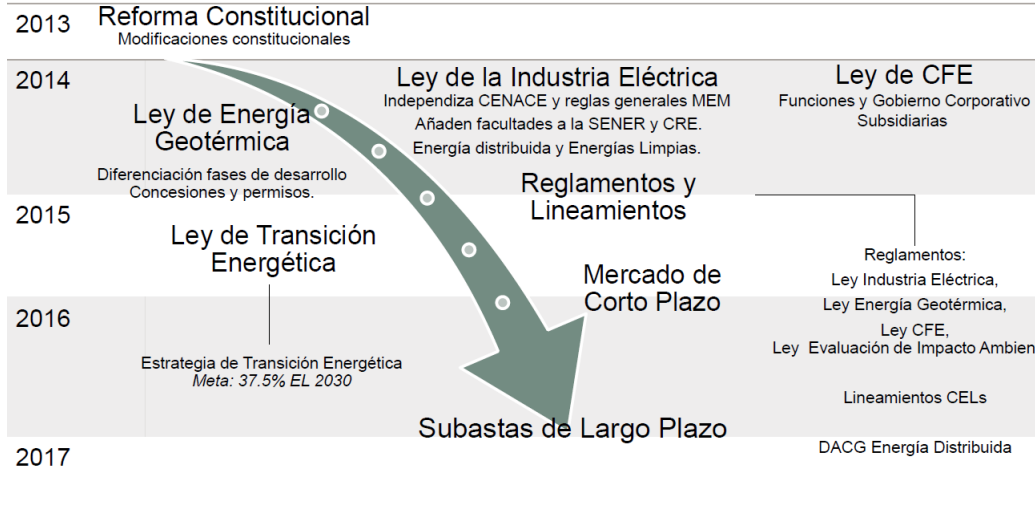 2013
Reforma Constitucional
Modificaciones constitucionales
2014
Ley de Energía
Geotérmica
Diferenciación fases de desarrollo
Concesiones y permisos.
Ley de la Industria Eléctrica
Independiza CENACE y reglas generales MEM
Añaden facultades a la SENER y CRE.
Energía distribuida y Energías Limpias.
Ley de CFE
Funciones y Gobierno Corporativo
Subsidiarias
Reglamentos y
Lineamientos
2015
Ley de Transición
Energética
Mercado de
Corto Plazo
Reglamentos:
Ley Industria Eléctrica,
Ley Energía Geotérmica,
Ley CFE,
Ley Evaluación de Impacto Ambien
2016
Estrategia de Transición Energética
Meta: 37.5% EL 2030
Lineamientos CELs
Subastas de Largo Plazo
2017
DACG Energía Distribuida